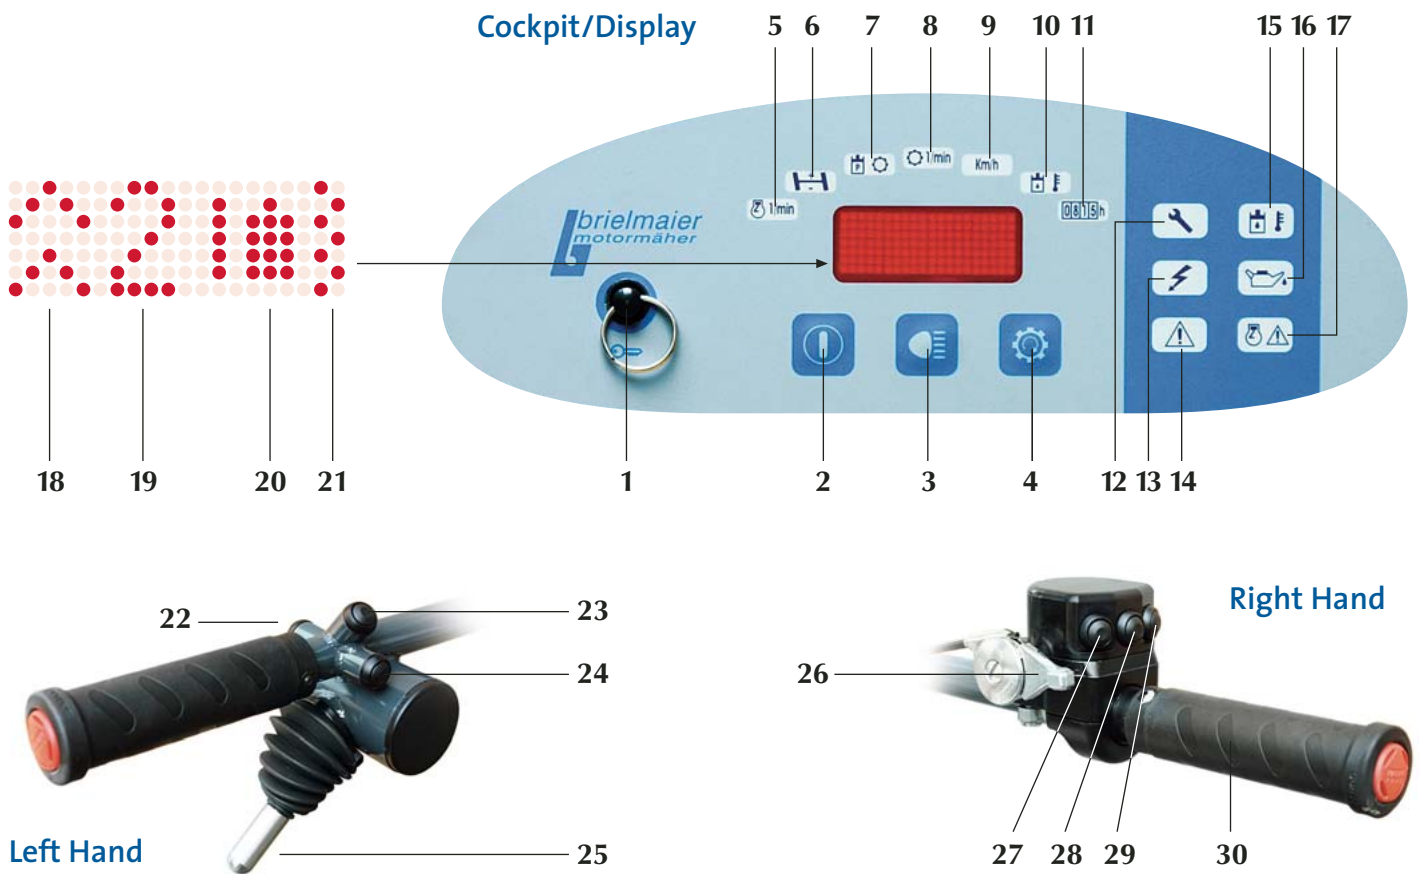 Cockpit/Display
5 6 7 8 9 10 11 15 16 17
P 1/min Km/h
1/min 0815h
brielmaier
motormäher
18 19 20 21 1 2 3 4 12 13 14
22 23
24
25
Left Hand
Right Hand
26
27 28 29 30